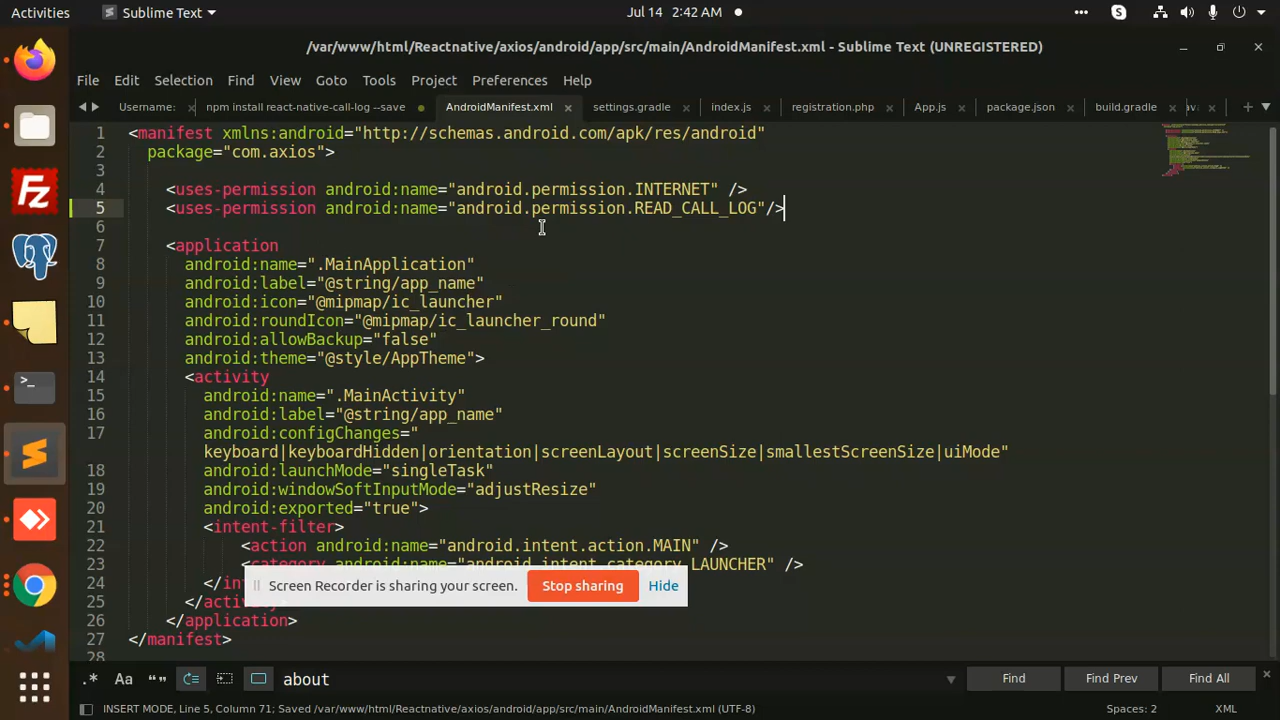 Activities Sublime Text Jul 14 2:42 AM
/var/www/html/Reactnative/axios/android/app/src/main/AndroidManifest.xml - Sublime Text (UNREGISTERED)
File Edit Selection Find View Goto Tools Project Preferences Help
Username: npm install react-native-call-log --save AndroidManifest.xml settings.gradle index.js registration.php App.js package.json build.gradle
1 <manifest xmlns:android="http://schemas.android.com/apk/res/android"
2 package="com.axios">
3
4 <uses-permission android:name="android.permission.INTERNET" />
5 <uses-permission android:name="android.permission.READ_CALL_LOG"/>
6
7 <application
8 android:name=".MainApplication"
9 android:label="@string/app_name"
10 android:icon="@mipmap/ic_launcher"
11 android:roundIcon="@mipmap/ic_launcher_round"
12 android:allowBackup="false"
13 android:theme="@style/AppTheme">
14 <activity
15 android:name=".MainActivity"
16 android:label="@string/app_name"
17 android:configChanges="
keyboard|keyboardHidden|orientation|screenLayout|screenSize|smallestScreenSize|uiMode"
18 android:launchMode="singleTask"
19 android:windowSoftInputMode="adjustResize"
20 android:exported="true">
21 <intent-filter>
22 <action android:name="android.intent.action.MAIN" />
23 <category android:name="android.intent.category.LAUNCHER" />
24 </in
Screen Recorder is sharing your screen. Stop sharing Hide
25 </activity>
26 </application>
27 </manifest>
28
.* Aa about Find Find Prev Find All
INSERT MODE, Line 5, Column 71; Saved /var/www/html/Reactnative/axios/android/app/src/main/AndroidManifest.xml (UTF-8) Spaces: 2 XML